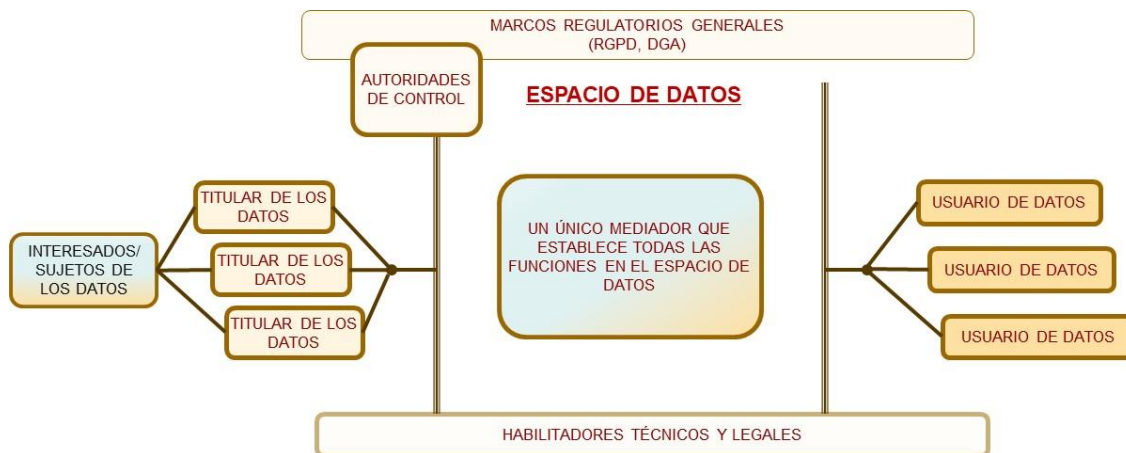 MARCOS REGULATORIOS GENERALES
(RGPD, DGA)
AUTORIDADES
DE CONTROL
ESPACIO DE DATOS
TITULAR DE LOS
DATOS
TITULAR DE LOS
DATOS
TITULAR DE LOS
DATOS
INTERESADOS/
SUJETOS DE
LOS DATOS
UN ÚNICO MEDIADOR QUE
ESTABLECE TODAS LAS
FUNCIONES EN EL ESPACIO DE
DATOS
USUARIO DE DATOS
USUARIO DE DATOS
USUARIO DE DATOS
HABILITADORES TÉCNICOS Y LEGALES